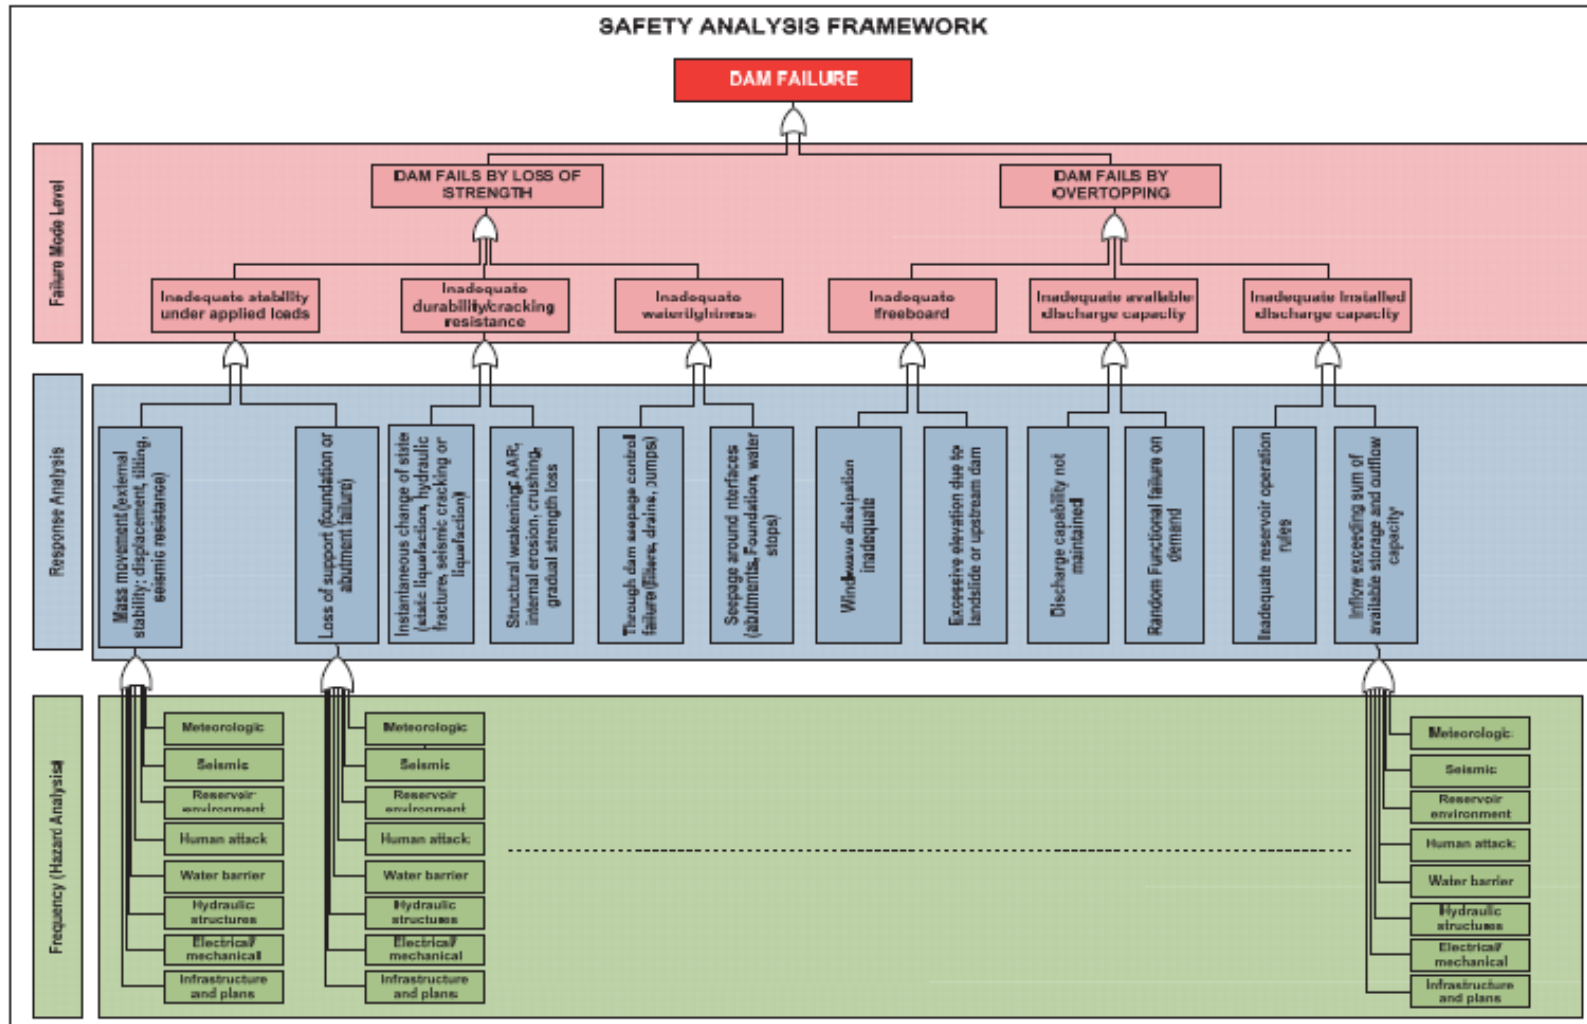 SAFETY ANALYSIS FRAMEWORK
DAM FAILURE
Failure Mode Level
DAM FAILS BY LOSS OF
STRENGTH
DAM FAILS BY
OVERTOPPING
Inadequate stability
under applied loads
Inadequate
durability/cracking
resistance
Inadequate
watertightness
Inadequate
freeboard
Inadequate available
discharge capacity
Inadequate Installed
discharge capacity
Response Analysis
Mass movement (external
stability: displacement, tilting,
seismic resistance)
Loss of support (foundation or
abutment failure)
Instantaneous change of state
(static liquefaction, hydraulic
fracture, seismic cracking or
liquefaction)
Structural weakening: AAR,
internal erosion, crushing,
gradual strength loss
Through dam seepage control
failure (Filters, drains, pumps)
Seepage around interfaces
(abutments, Foundation, water
stops)
Windwave dissipation
inadequate
Excessive elevation due to
landslide or upstream dam
Discharge capability not
maintained
Random Functional failure on
demand
Inadequate reservoir operation
rules
Inflow exceeding sum of
available storage and outflow
capacity
Frequency (Hazard Analysis)
Meteorologic
Seismic
Reservoir
environment
Human attack
Water barrier
Hydraulic
structures
Electrical/
mechanical
Infrastructure
and plans
Meteorologic
Seismic
Reservoir
environment
Human attack
Water barrier
Hydraulic
structures
Electrical/
mechanical
Infrastructure
and plans
Meteorologic
Seismic
Reservoir
environment
Human attack
Water barrier
Hydraulic
structures
Electrical/
mechanical
Infrastructure
and plans